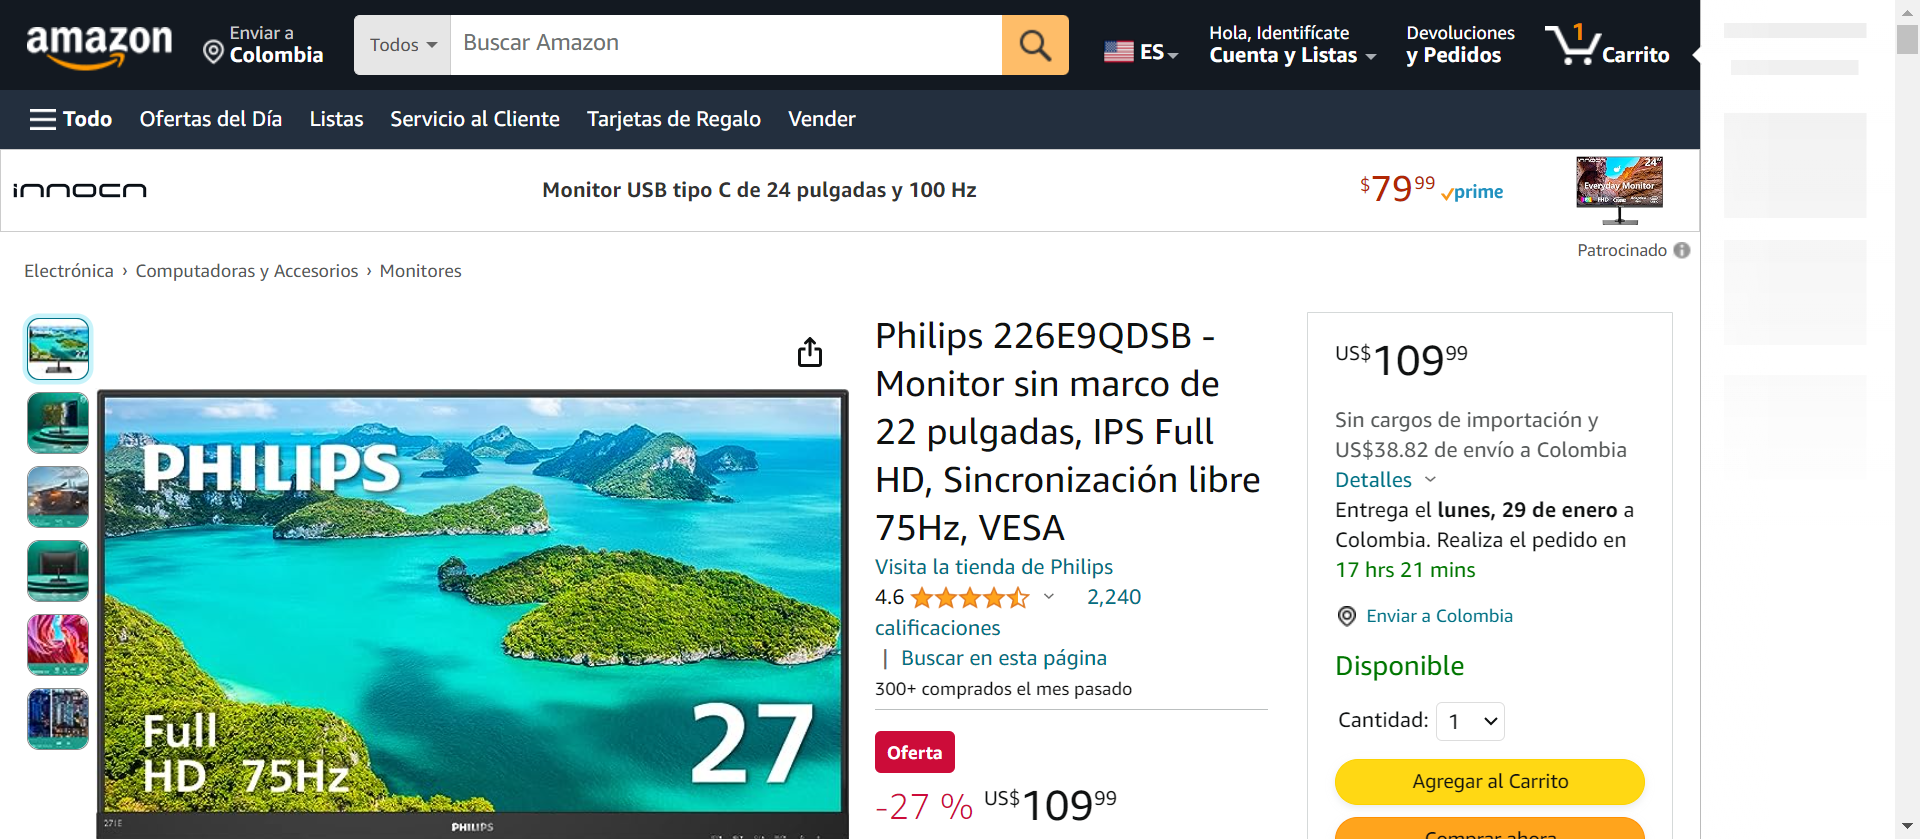 amazon
Enviar a
Colombia
Todos
Buscar Amazon
ES
Hola, Identifícate
Cuenta y Listas
Devoluciones
y Pedidos
1
Carrito
Todo
Ofertas del Día
Listas
Servicio al Cliente
Tarjetas de Regalo
Vender
innocn
Monitor USB tipo C de 24 pulgadas y 100 Hz
$79 99 prime
24"
Everyday Monitor
Patrocinado
Electrónica › Computadoras y Accesorios › Monitores
PHILIPS
Full
HD 75Hz
27
271E
PHILIPS
Philips 226E9QDSB -
Monitor sin marco de
22 pulgadas, IPS Full
HD, Sincronización libre
75Hz, VESA
Visita la tienda de Philips
4.6
2,240
calificaciones
| Buscar en esta página
300+ comprados el mes pasado
Oferta
-27 % US$109 99
US$109 99
Sin cargos de importación y
US$38.82 de envío a Colombia
Detalles
Entrega el lunes, 29 de enero a
Colombia. Realiza el pedido en
17 hrs 21 mins
Enviar a Colombia
Disponible
Cantidad: 1
Agregar al Carrito
Comprar ahora